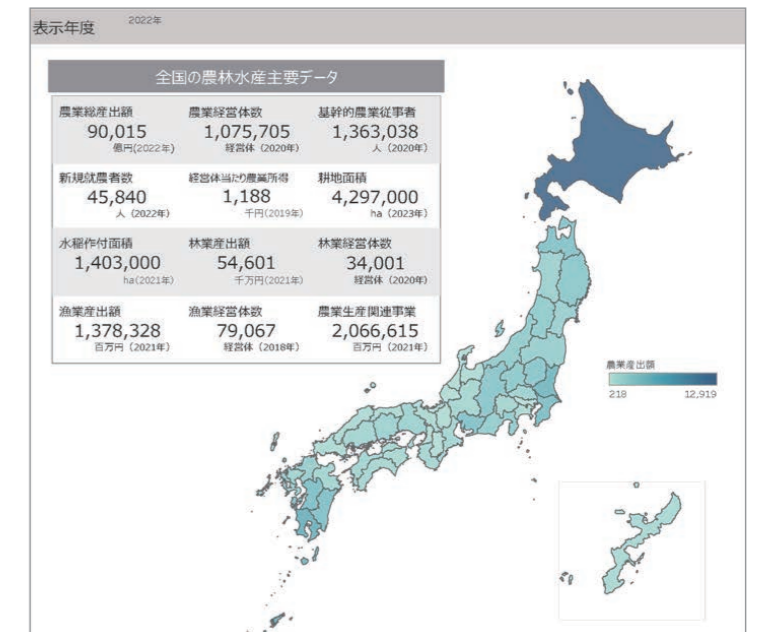 表示年度
2022年
全国の農林水産主要データ
農業総産出額 農業経営体数 基幹的農業従事者
90,015 1,075,705 1,363,038
億円(2022年) 経営体（2020年） 人（2020年）
新規就農者数 経営体当たり農業所得 耕地面積
45,840 1,188 4,297,000
人（2022年） 千円(2019年) ha（2023年）
水稲作付面積 林業産出額 林業経営体数
1,403,000 54,601 34,001
ha(2021年) 千万円(2021年) 経営体（2020年）
漁業産出額 漁業経営体数 農業生産関連事業
1,378,328 79,067 2,066,615
百万円（2021年） 経営体（2018年） 百万円（2021年）
農業産出額
218 12,919